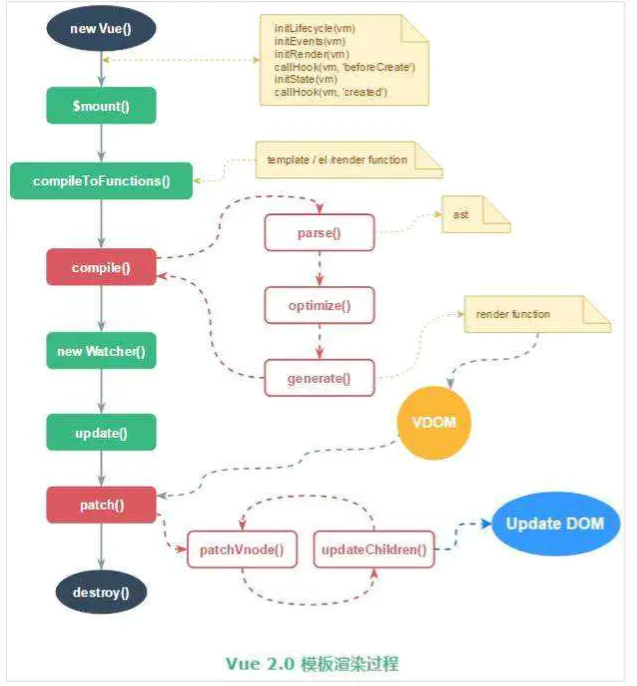 new Vue()
initLifecycle(vm)
initEvents(vm)
initRender(vm)
callHook(vm, 'beforeCreate')
initState(vm)
callHook(vm, 'created')
$mount()
template / el /render function
compileToFunctions()
ast
parse()
compile()
optimize()
render function
new Watcher()
generate()
VDOM
update()
patch()
Update DOM
patchVnode()
updateChildren()
destroy()
Vue 2.0 模板渲染过程